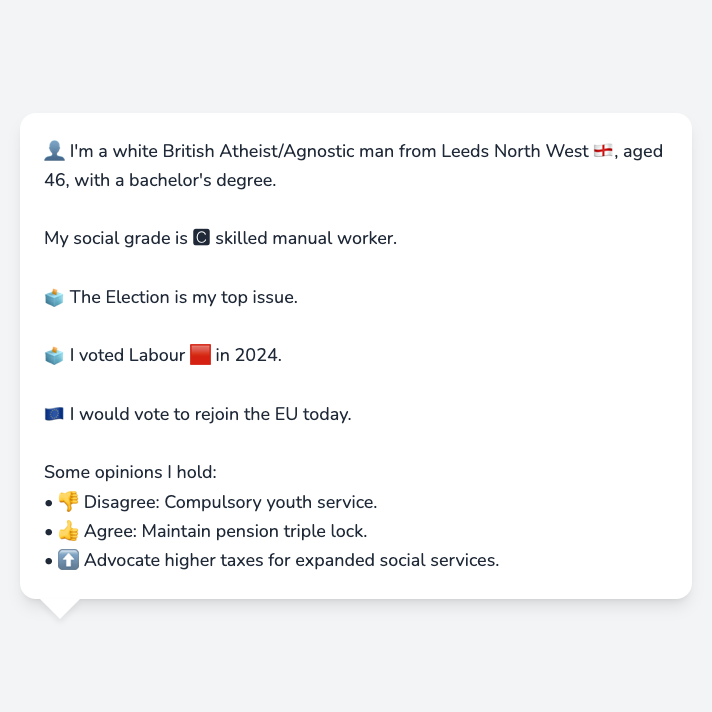 👤 I'm a white British Atheist/Agnostic man from Leeds North West 🏴󠁧󠁢󠁥󠁮󠁧󠁿, aged
46, with a bachelor's degree.
My social grade is 🅲 skilled manual worker.
🗳️ The Election is my top issue.
🗳️ I voted Labour 🟥 in 2024.
🇪🇺 I would vote to rejoin the EU today.
Some opinions I hold:
• 👎 Disagree: Compulsory youth service.
• 👍 Agree: Maintain pension triple lock.
• ⬆️ Advocate higher taxes for expanded social services.